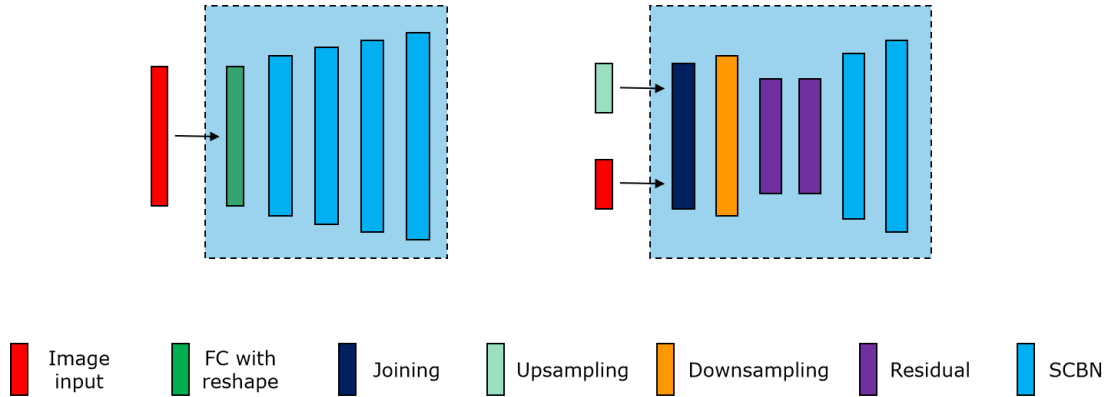 Image
input
FC with
reshape
Joining
Upsampling
Downsampling
Residual
SCBN